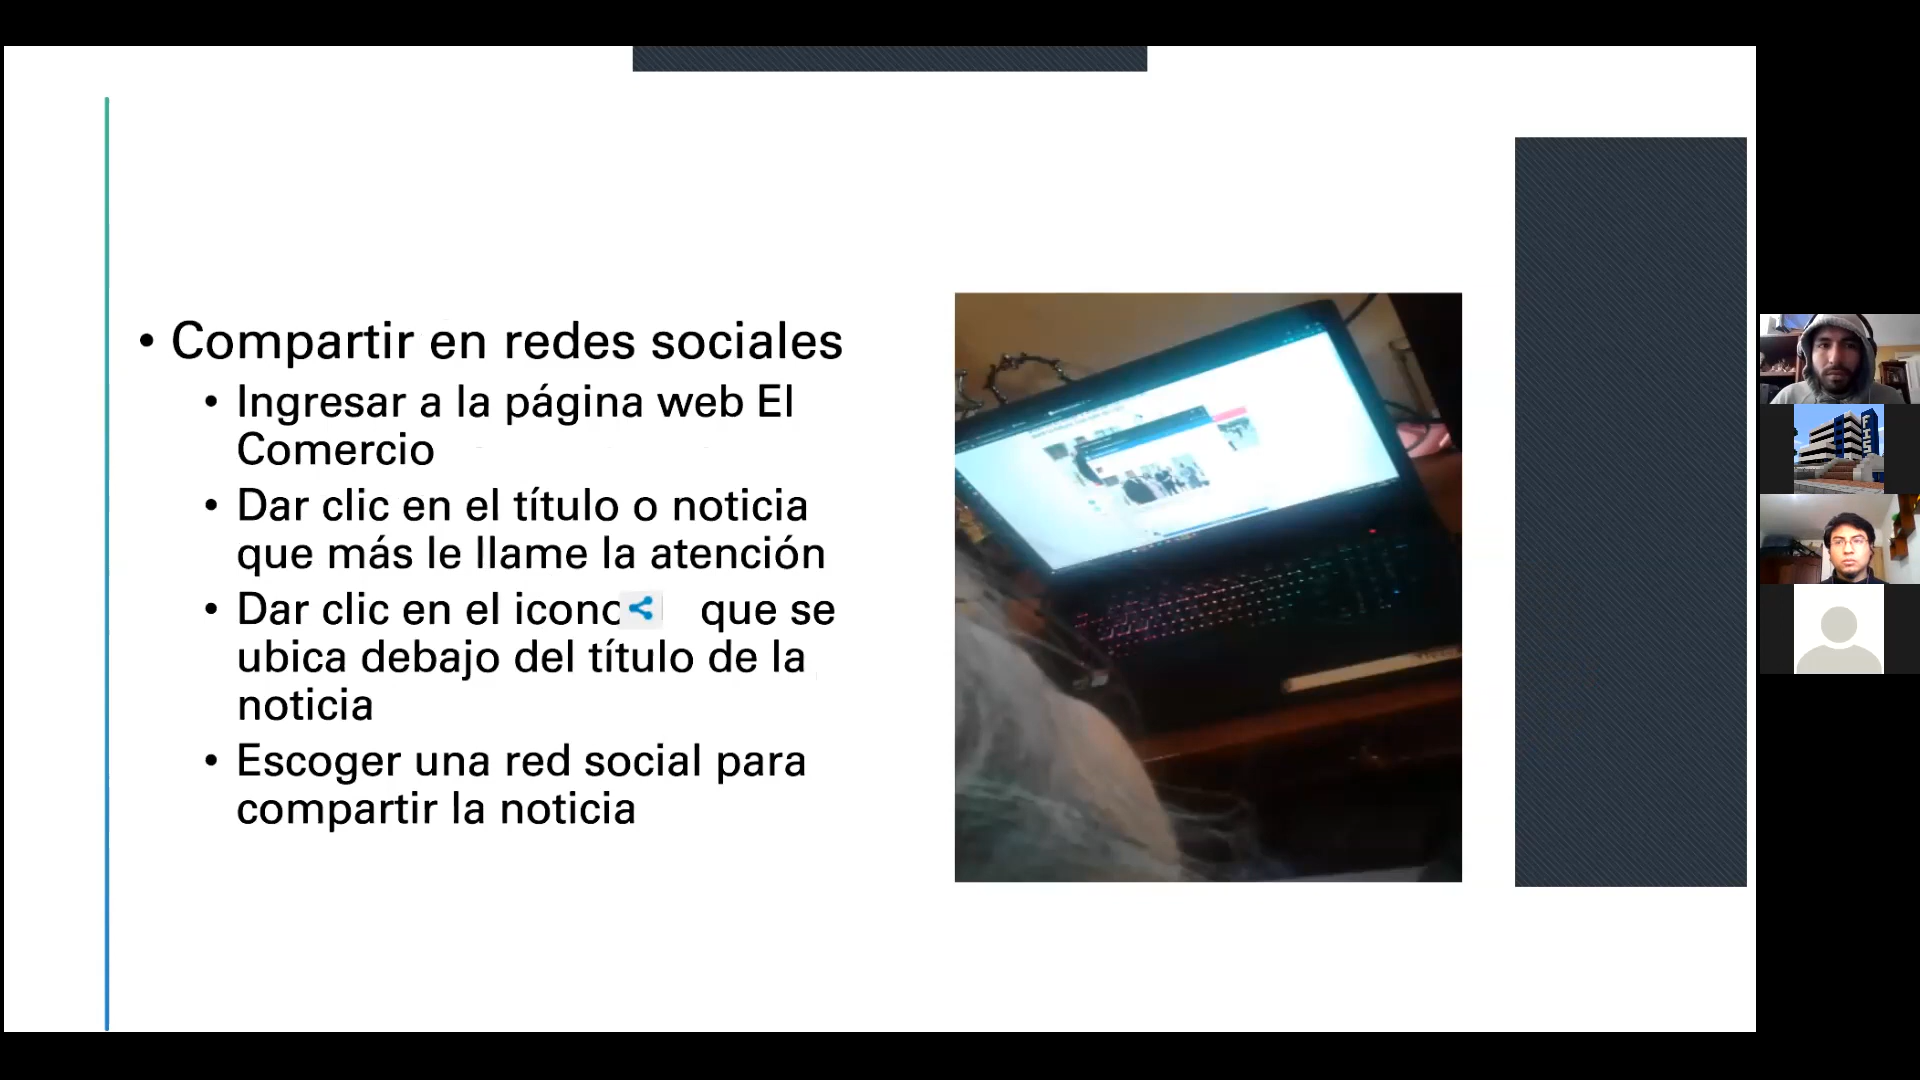 • Compartir en redes sociales
• Ingresar a la página web El
Comercio
• Dar clic en el título o noticia
que más le llame la atención
• Dar clic en el icono que se
ubica debajo del título de la
noticia
• Escoger una red social para
compartir la noticia